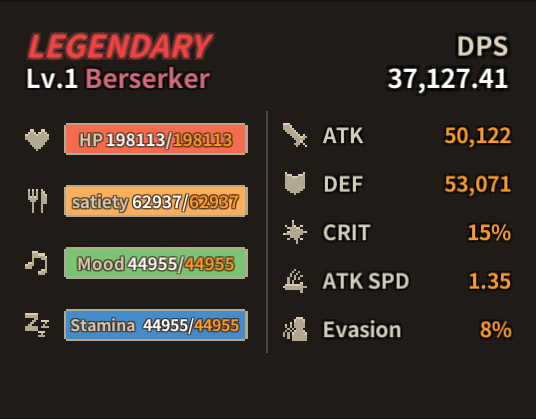 LEGENDARY
Lv.1 Berserker
DPS
37,127.41
HP 198113/198113
satiety 62937/62937
Mood 44955/44955
Stamina 44955/44955
ATK 50,122
DEF 53,071
CRIT 15%
ATK SPD 1.35
Evasion 8%